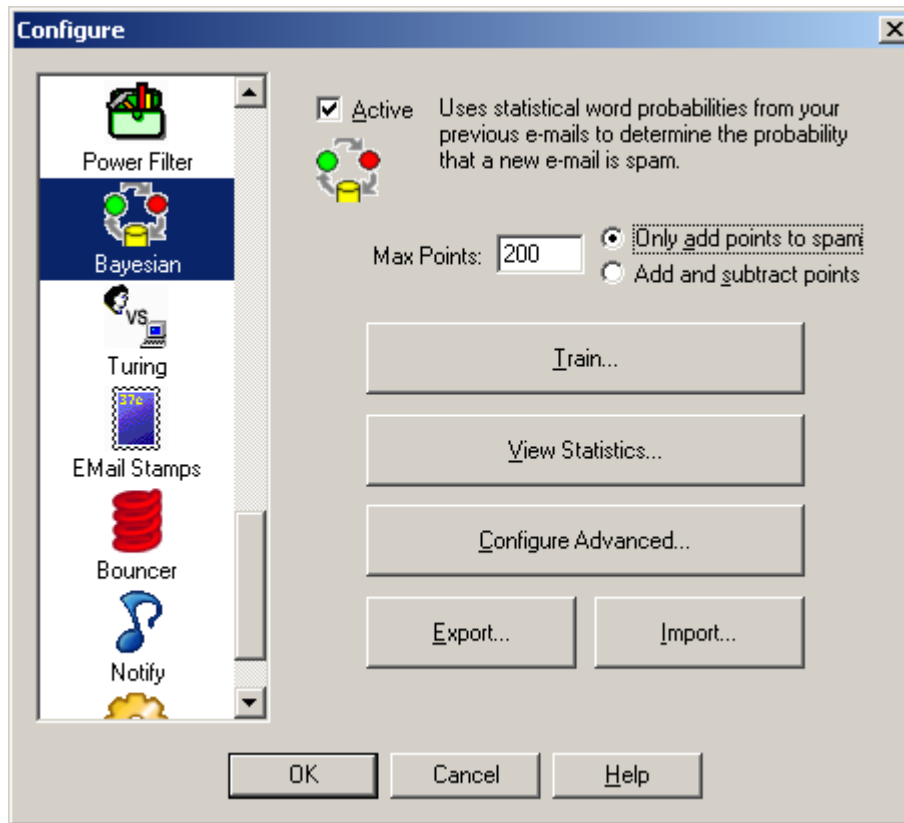 Configure
Power Filter
Bayesian
VS
Turing
37c
EMail Stamps
Bouncer
Notify
Active
Uses statistical word probabilities from your
previous e-mails to determine the probability
that a new e-mail is spam.
Max Points: 200
Only add points to spam
Add and subtract points
Train...
View Statistics...
Configure Advanced...
Export...
Import...
OK
Cancel
Help